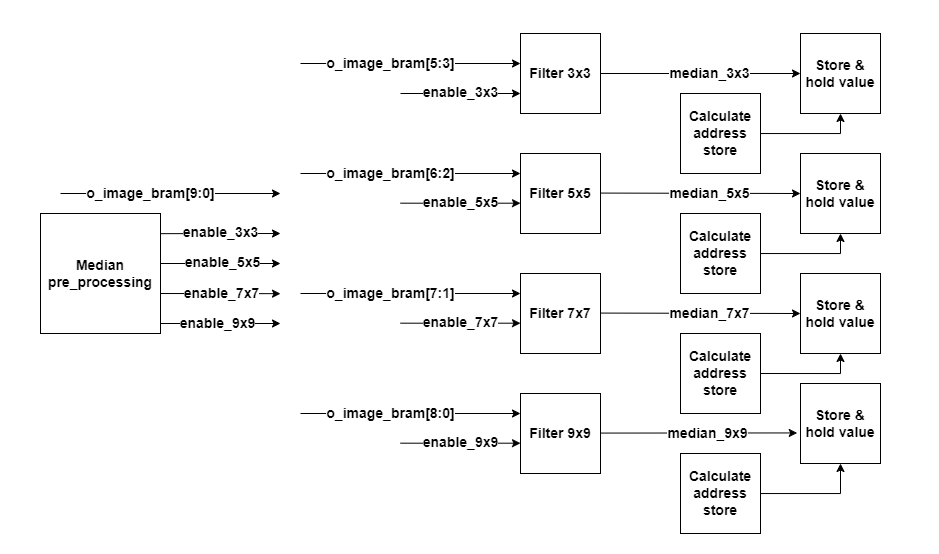 o_image_bram[5:3]
enable_3x3
Filter 3x3
median_3x3
Store &
hold value
Calculate
address
store
o_image_bram[6:2]
enable_5x5
Filter 5x5
median_5x5
Store &
hold value
Calculate
address
store
o_image_bram[9:0]
Median
pre_processing
enable_3x3
enable_5x5
enable_7x7
enable_9x9
o_image_bram[7:1]
enable_7x7
Filter 7x7
median_7x7
Store &
hold value
Calculate
address
store
o_image_bram[8:0]
enable_9x9
Filter 9x9
median_9x9
Store &
hold value
Calculate
address
store